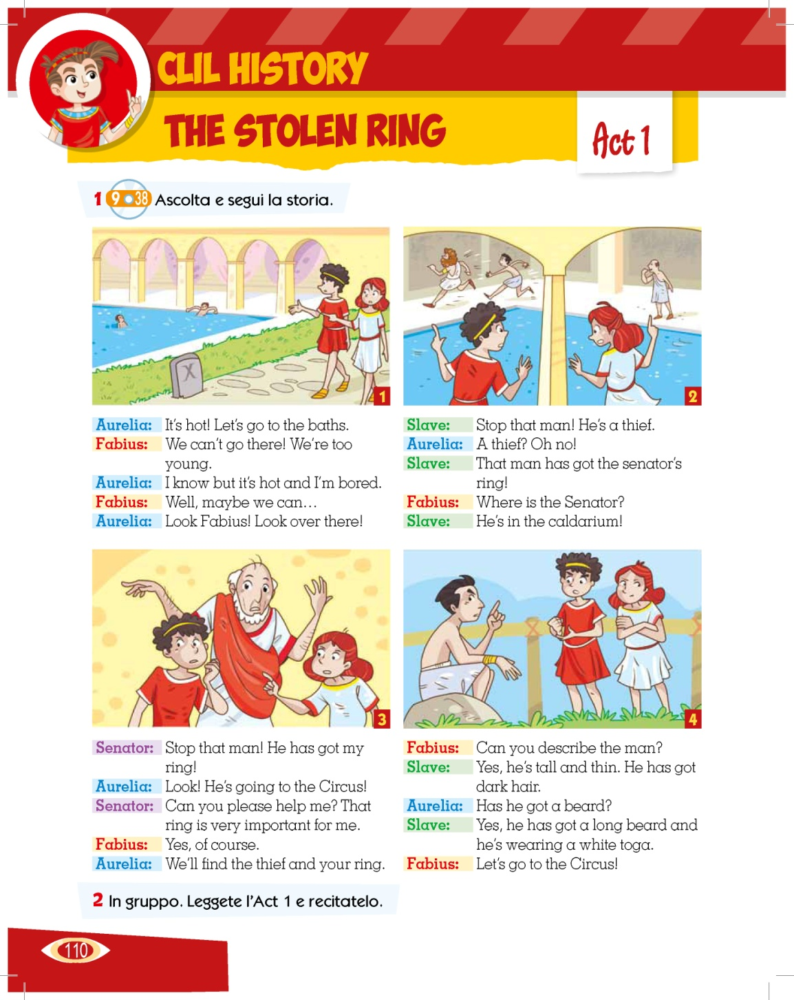 CLIL HISTORY
THE STOLEN RING
Act 1
1 9 38 Ascolta e segui la storia.
X
1
Aurelia: It's hot! Let's go to the baths.
Fabius: We can't go there! We're too
young.
Aurelia: I know but it's hot and I'm bored.
Fabius: Well, maybe we can…
Aurelia: Look Fabius! Look over there!
2
Slave: Stop that man! He's a thief.
Aurelia: A thief? Oh no!
Slave: That man has got the senator's
ring!
Fabius: Where is the Senator?
Slave: He's in the caldarium!
3
Senator: Stop that man! He has got my
ring!
Aurelia: Look! He's going to the Circus!
Senator: Can you please help me? That
ring is very important for me.
Fabius: Yes, of course.
Aurelia: We'll find the thief and your ring.
4
Fabius: Can you describe the man?
Slave: Yes, he's tall and thin. He has got
dark hair.
Aurelia: Has he got a beard?
Slave: Yes, he has got a long beard and
he's wearing a white toga.
Fabius: Let's go to the Circus!
2 In gruppo. Leggete l'Act 1 e recitatelo.
110